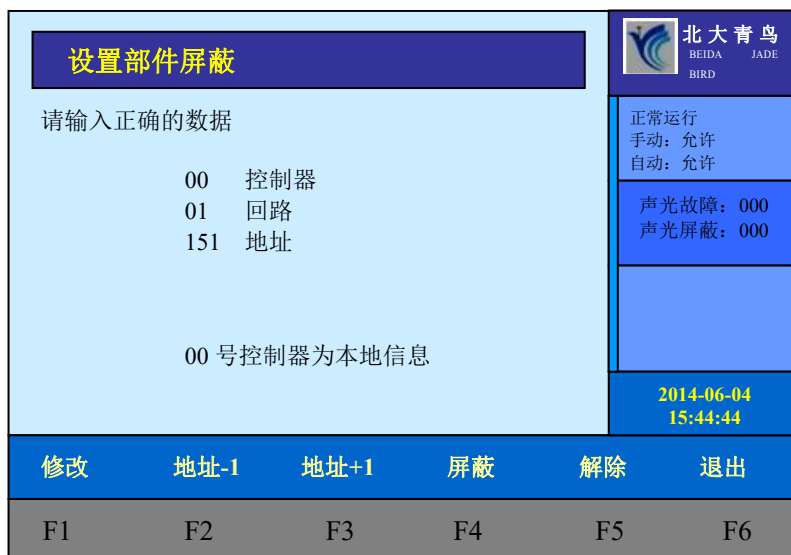 设置部件屏蔽
北大青鸟
BEIDA JADE
BIRD
请输入正确的数据
00 控制器
01 回路
151 地址
00 号控制器为本地信息
正常运行
手动：允许
自动：允许
声光故障：000
声光屏蔽：000
2014-06-04
15:44:44
修改 地址-1 地址+1 屏蔽 解除 退出
F1 F2 F3 F4 F5 F6